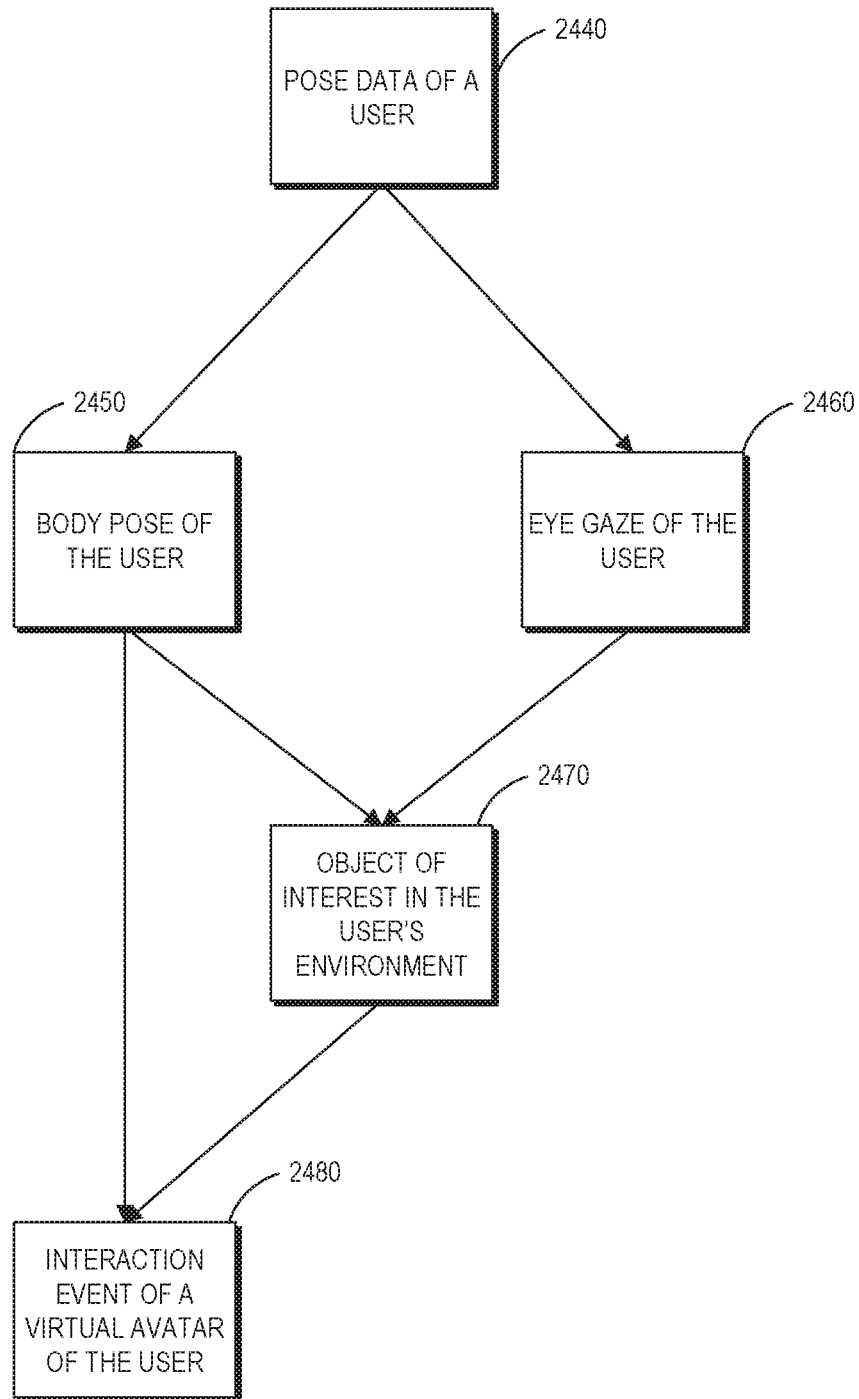 2440
POSE DATA OF A
USER
2450
2460
BODY POSE OF
THE USER
EYE GAZE OF THE
USER
2470
OBJECT OF
INTEREST IN THE
USER'S
ENVIRONMENT
2480
INTERACTION
EVENT OF A
VIRTUAL AVATAR
OF THE USER